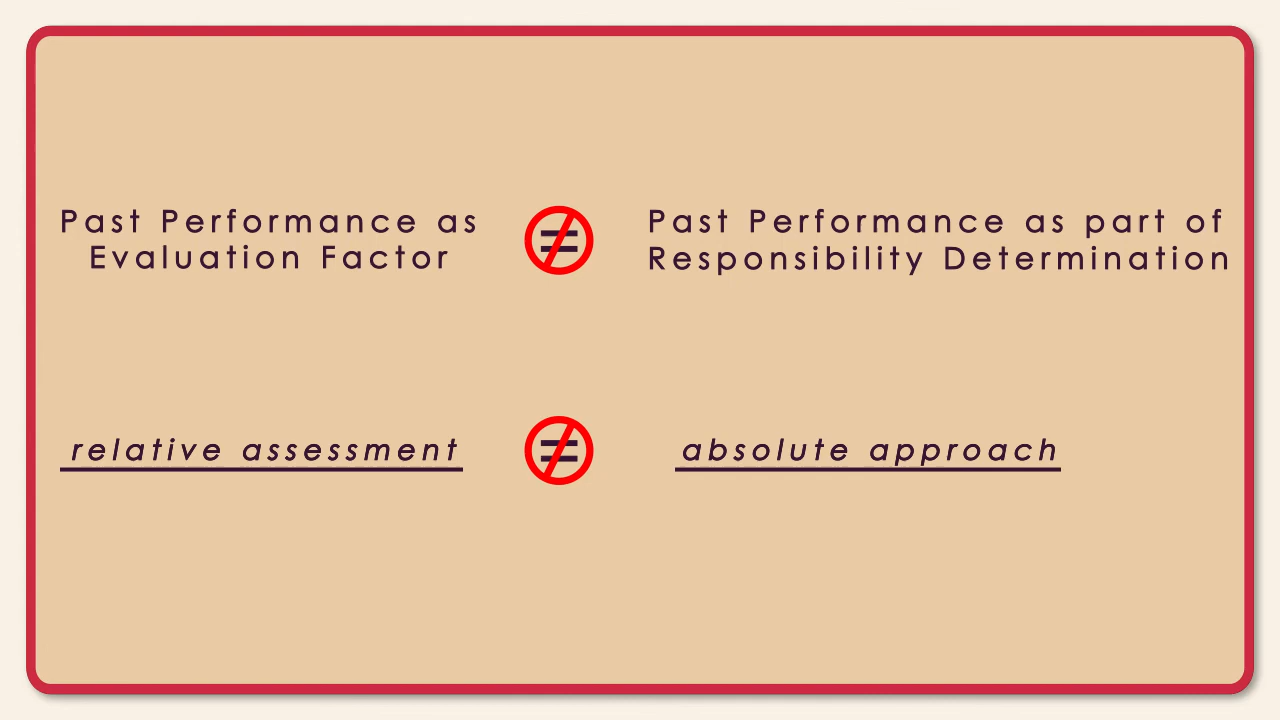 Past Performance as
Evaluation Factor
=
Past Performance as part of
Responsibility Determination
relative assessment
=
absolute approach